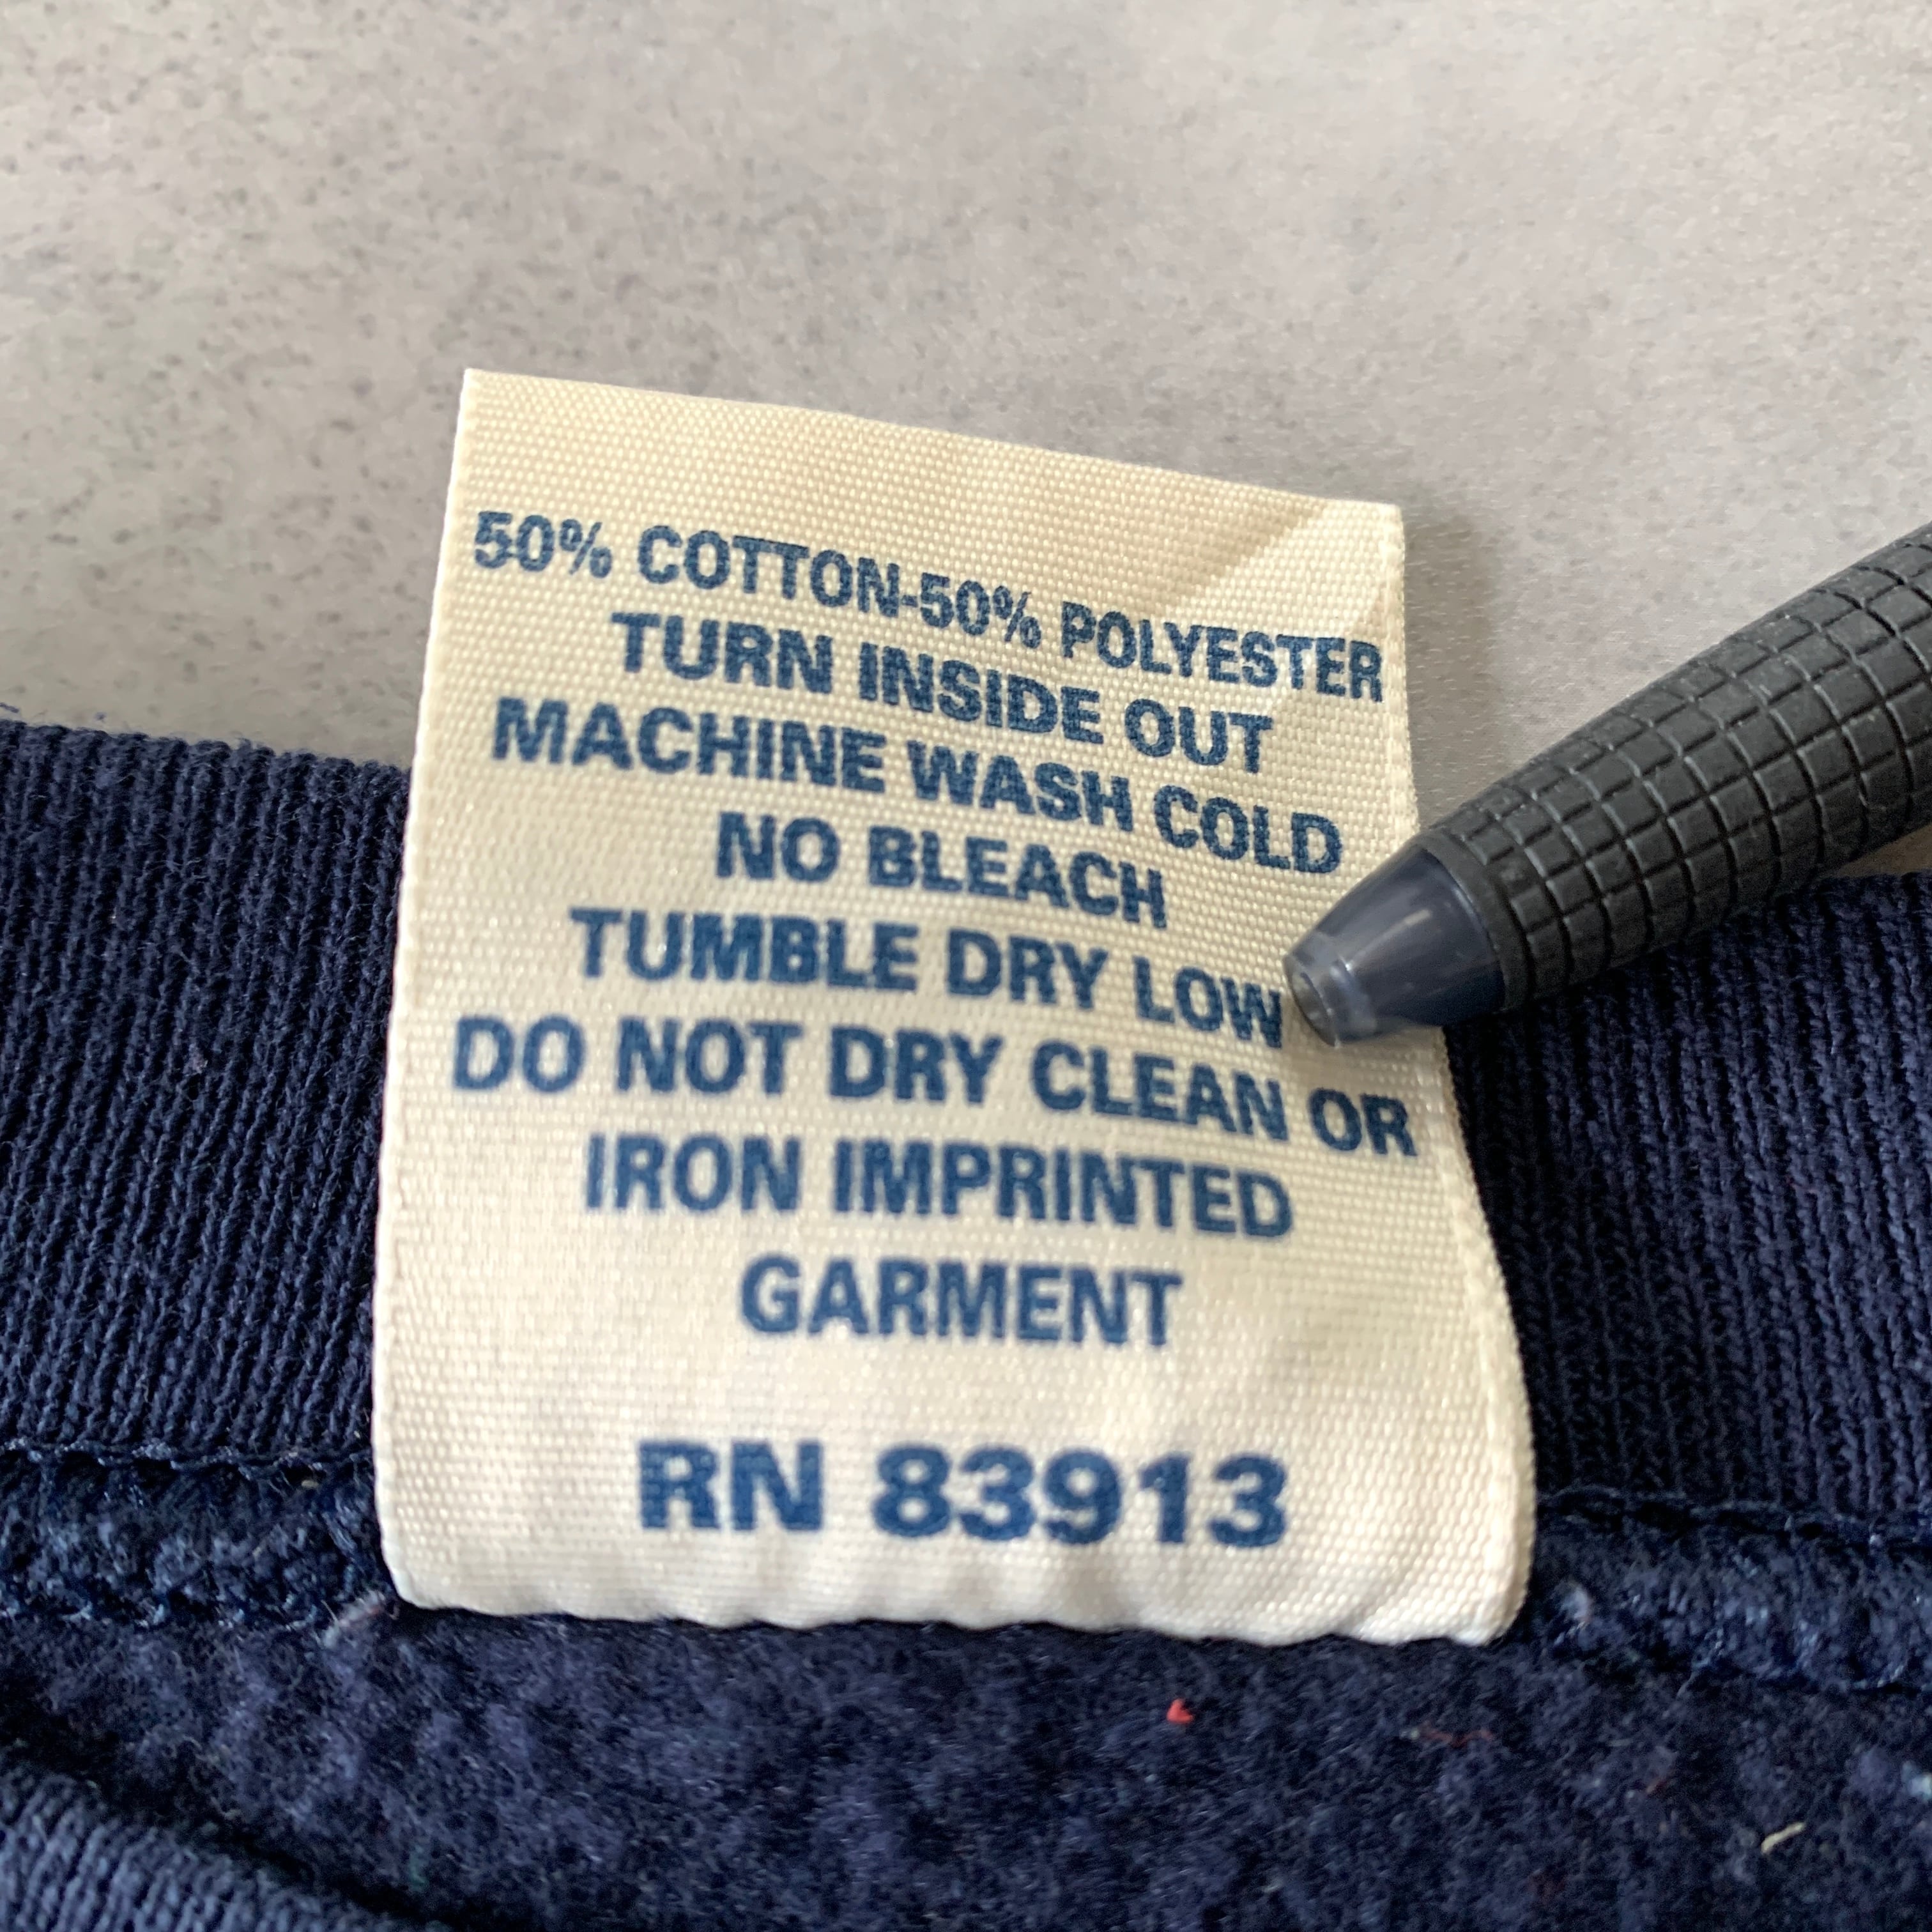 50% COTTON-50% POLYESTER
TURN INSIDE OUT
MACHINE WASH COLD
NO BLEACH
TUMBLE DRY LOW
DO NOT DRY CLEAN OR
IRON IMPRINTED
GARMENT
RN 83913